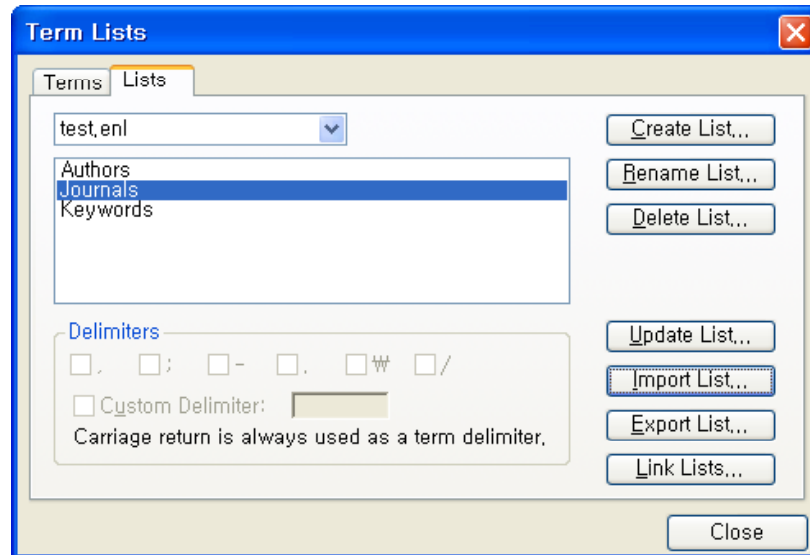 Term Lists
Terms Lists
test.enl
Create List...
Authors
Journals
Keywords
Rename List...
Delete List...
Delimiters
, ; - . ₩ /
Custom Delimiter:
Carriage return is always used as a term delimiter.
Update List...
Import List...
Export List...
Link Lists...
Close